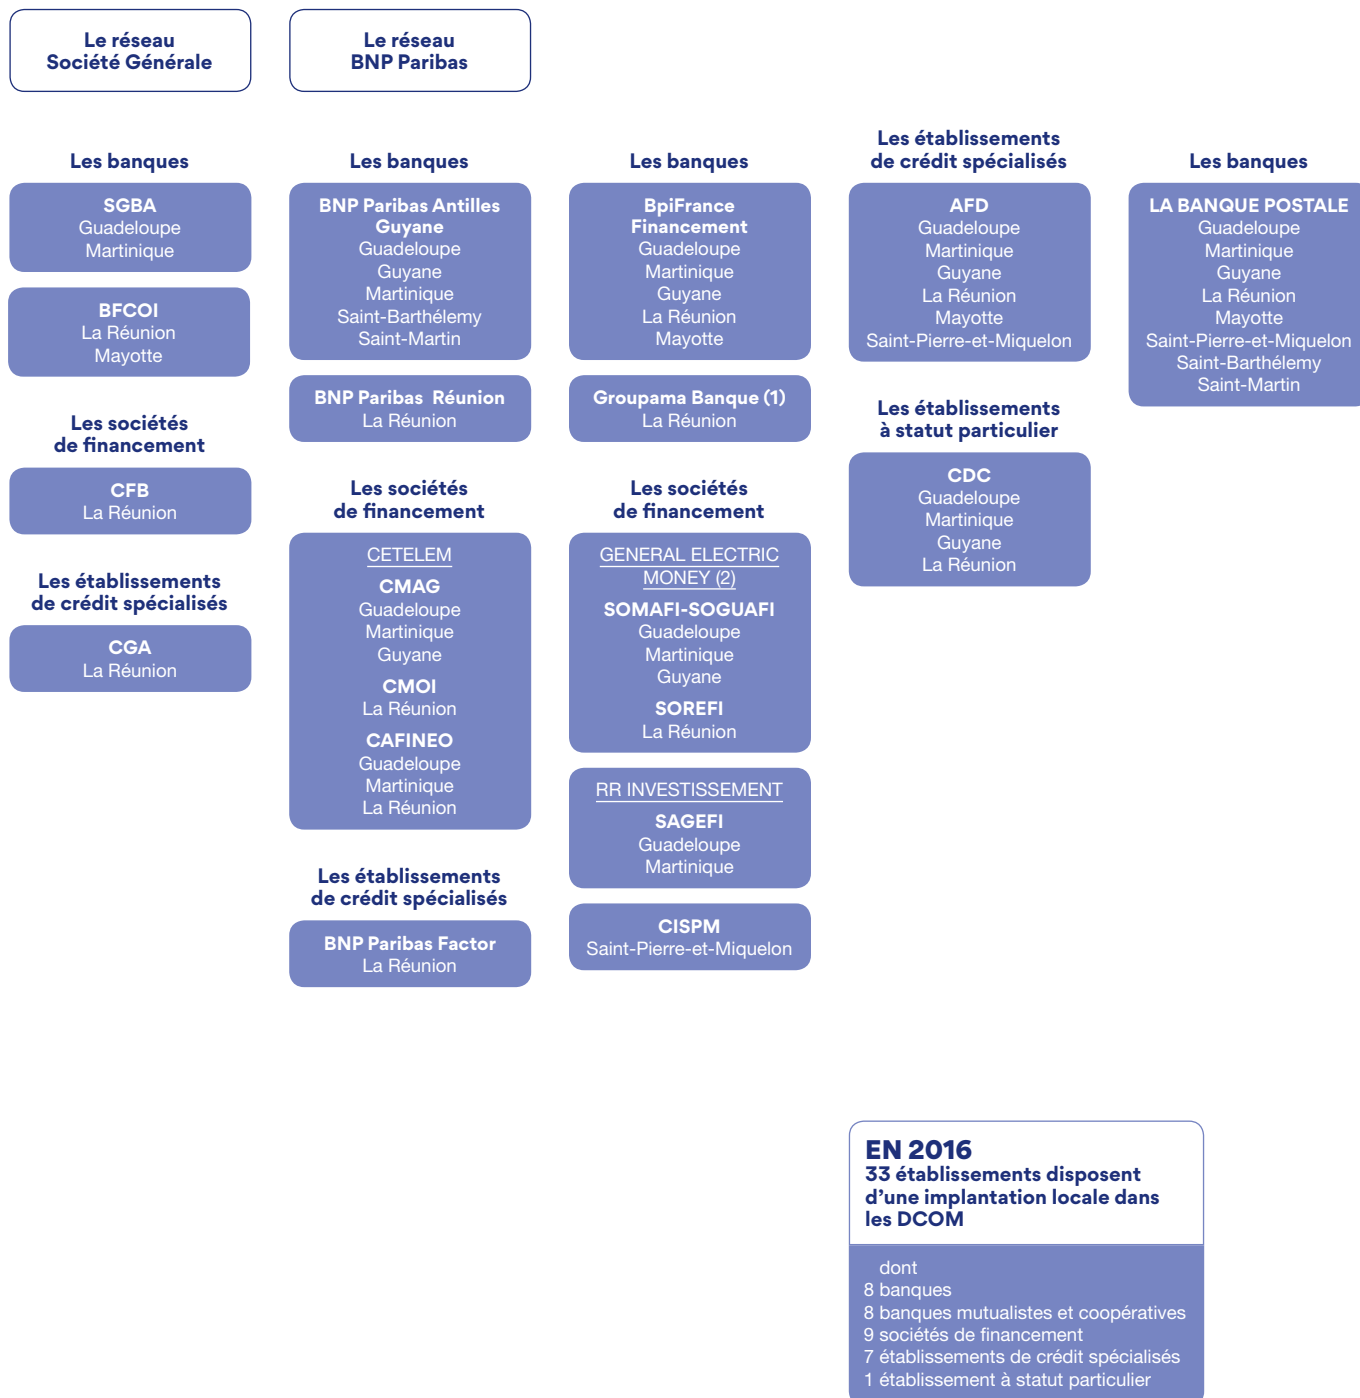 Le réseau
Société Générale
Les banques
SGBA
Guadeloupe
Martinique
BFCOI
La Réunion
Mayotte
Les sociétés
de financement
CFB
La Réunion
Les établissements
de crédit spécialisés
CGA
La Réunion
Le réseau
BNP Paribas
Les banques
BNP Paribas Antilles
Guyane
Guadeloupe
Guyane
Martinique
Saint-Barthélemy
Saint-Martin
BNP Paribas Réunion
La Réunion
Les sociétés
de financement
CETELEM
CMAG
Guadeloupe
Martinique
Guyane
CMOI
La Réunion
CAFINEO
Guadeloupe
Martinique
La Réunion
Les établissements
de crédit spécialisés
BNP Paribas Factor
La Réunion
Les banques
BpiFrance
Financement
Guadeloupe
Martinique
Guyane
La Réunion
Mayotte
Groupama Banque (1)
La Réunion
Les sociétés
de financement
GENERAL ELECTRIC
MONEY (2)
SOMAFI-SOGUAFI
Guadeloupe
Martinique
Guyane
SOREFI
La Réunion
RR INVESTISSEMENT
SAGEFI
Guadeloupe
Martinique
CISPM
Saint-Pierre-et-Miquelon
Les établissements
de crédit spécialisés
AFD
Guadeloupe
Martinique
Guyane
La Réunion
Mayotte
Saint-Pierre-et-Miquelon
Les établissements
à statut particulier
CDC
Guadeloupe
Martinique
Guyane
La Réunion
Les banques
LA BANQUE POSTALE
Guadeloupe
Martinique
Guyane
La Réunion
Mayotte
Saint-Pierre-et-Miquelon
Saint-Barthélemy
Saint-Martin
EN 2016
33 établissements disposent
d'une implantation locale dans
les DCOM
dont
8 banques
8 banques mutualistes et coopératives
9 sociétés de financement
7 établissements de crédit spécialisés
1 établissement à statut particulier